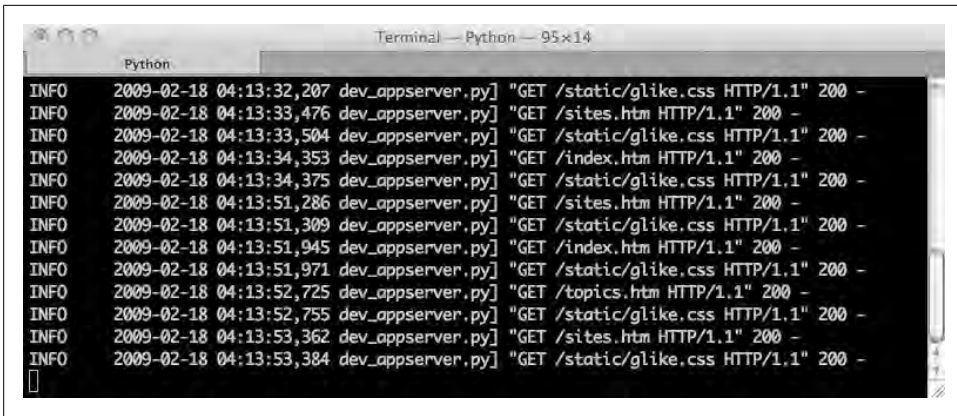 Terminal — Python — 95×14
Python
INFO 2009-02-18 04:13:32,207 dev_appserver.py] "GET /static/glike.css HTTP/1.1" 200 -
INFO 2009-02-18 04:13:33,476 dev_appserver.py] "GET /sites.htm HTTP/1.1" 200 -
INFO 2009-02-18 04:13:33,504 dev_appserver.py] "GET /static/glike.css HTTP/1.1" 200 -
INFO 2009-02-18 04:13:34,353 dev_appserver.py] "GET /index.htm HTTP/1.1" 200 -
INFO 2009-02-18 04:13:34,375 dev_appserver.py] "GET /static/glike.css HTTP/1.1" 200 -
INFO 2009-02-18 04:13:51,286 dev_appserver.py] "GET /sites.htm HTTP/1.1" 200 -
INFO 2009-02-18 04:13:51,309 dev_appserver.py] "GET /static/glike.css HTTP/1.1" 200 -
INFO 2009-02-18 04:13:51,945 dev_appserver.py] "GET /index.htm HTTP/1.1" 200 -
INFO 2009-02-18 04:13:51,971 dev_appserver.py] "GET /static/glike.css HTTP/1.1" 200 -
INFO 2009-02-18 04:13:52,725 dev_appserver.py] "GET /topics.htm HTTP/1.1" 200 -
INFO 2009-02-18 04:13:52,755 dev_appserver.py] "GET /static/glike.css HTTP/1.1" 200 -
INFO 2009-02-18 04:13:53,362 dev_appserver.py] "GET /sites.htm HTTP/1.1" 200 -
INFO 2009-02-18 04:13:53,384 dev_appserver.py] "GET /static/glike.css HTTP/1.1" 200 -